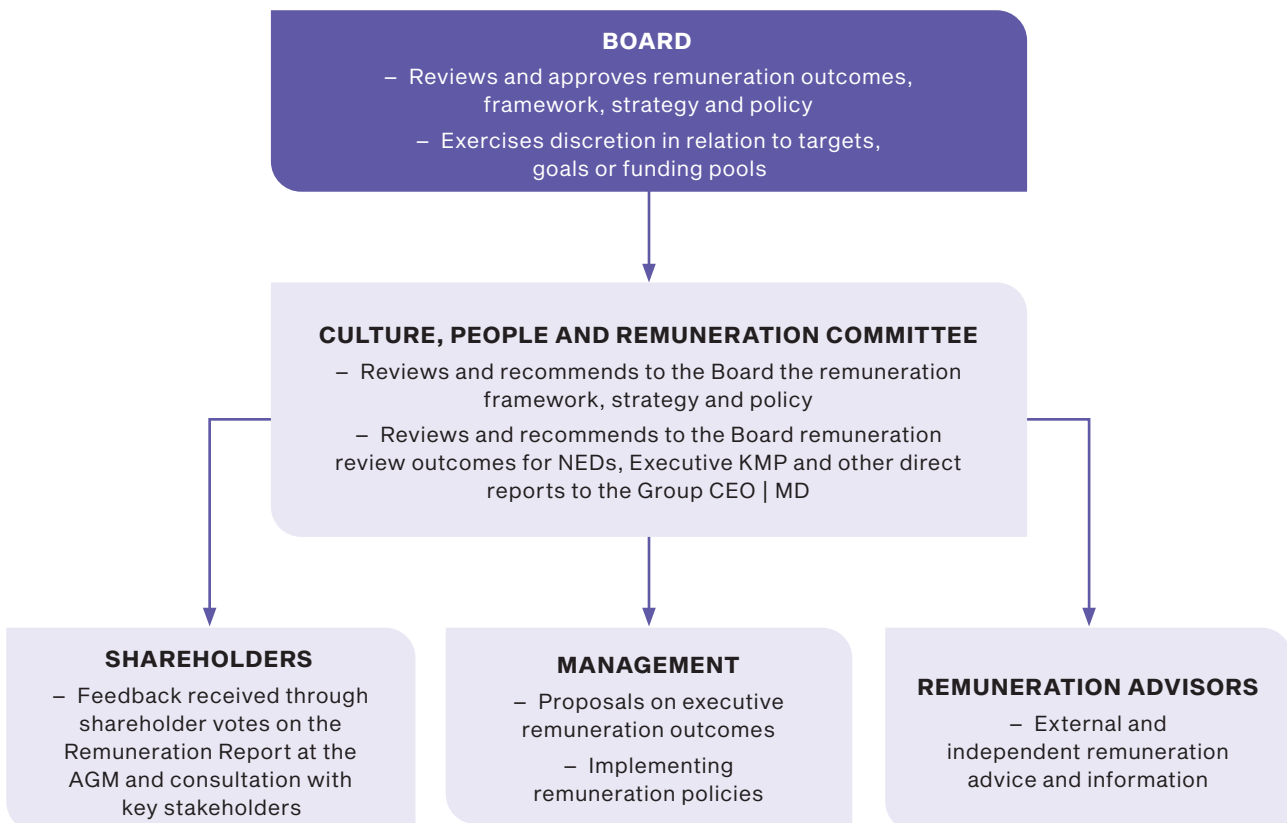 BOARD
– Reviews and approves remuneration outcomes,
framework, strategy and policy
– Exercises discretion in relation to targets,
goals or funding pools
CULTURE, PEOPLE AND REMUNERATION COMMITTEE
– Reviews and recommends to the Board the remuneration
framework, strategy and policy
– Reviews and recommends to the Board remuneration
review outcomes for NEDs, Executive KMP and other direct
reports to the Group CEO | MD
SHAREHOLDERS
– Feedback received through
shareholder votes on the
Remuneration Report at the
AGM and consultation with
key stakeholders
MANAGEMENT
– Proposals on executive
remuneration outcomes
– Implementing
remuneration policies
REMUNERATION ADVISORS
– External and
independent remuneration
advice and information